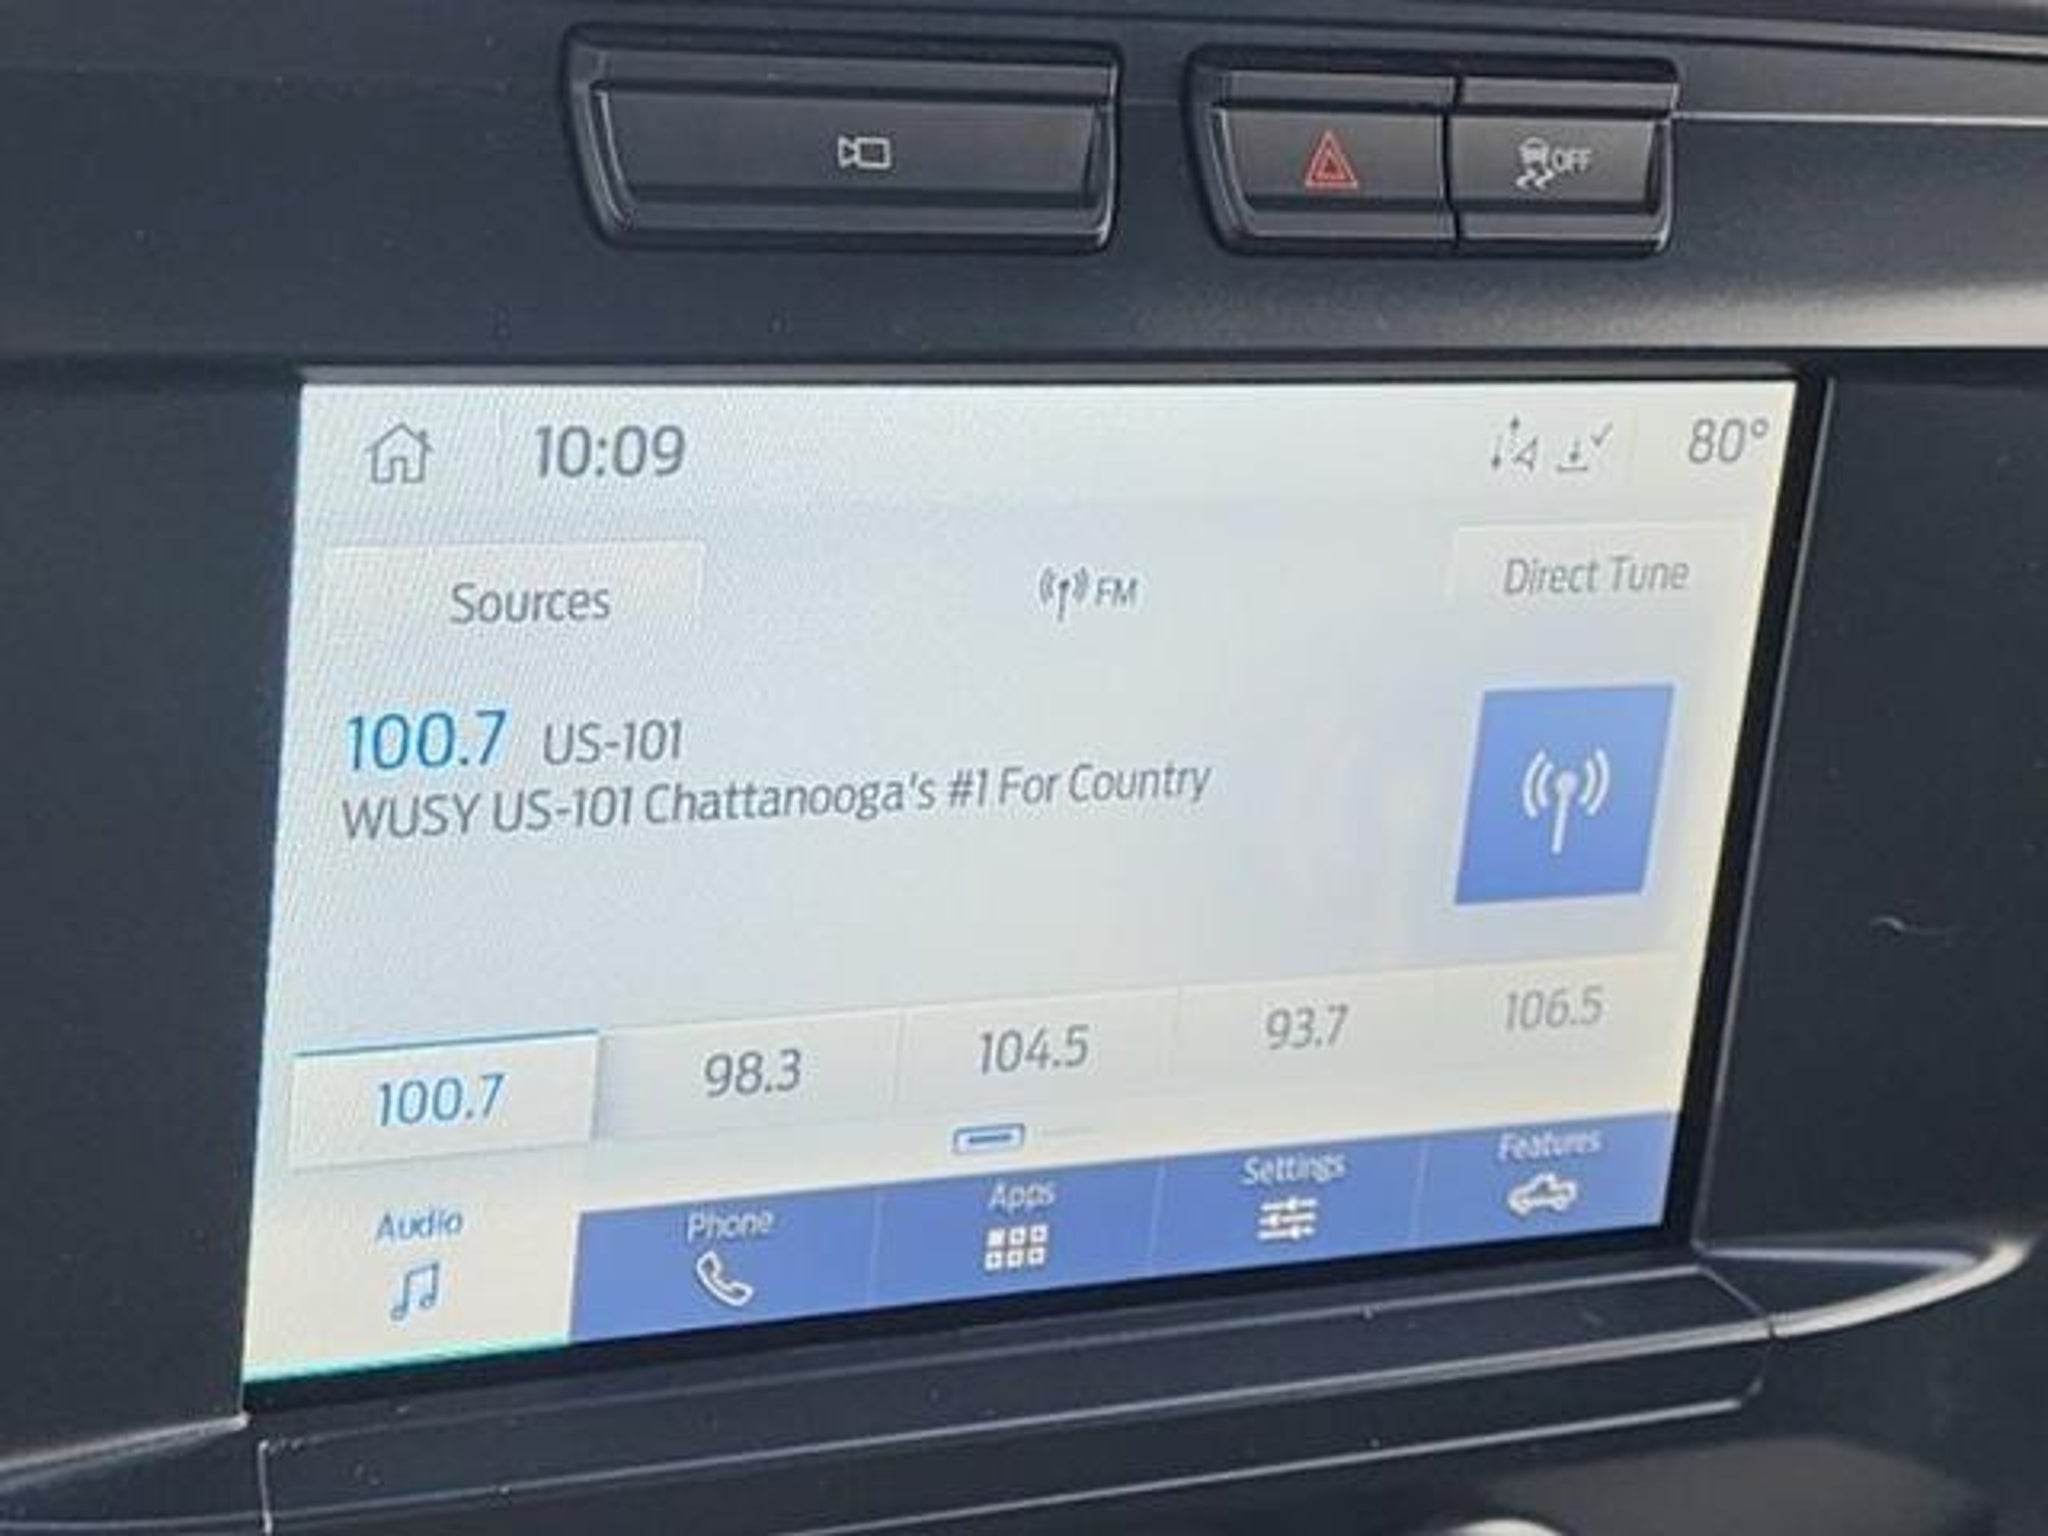 OFF
10:09
80°
Sources
FM
Direct Tune
100.7 US-101
WUSY US-101 Chattanooga's #1 For Country
100.7
98.3
104.5
93.7
106.5
Audio
Phone
Apps
Settings
Features